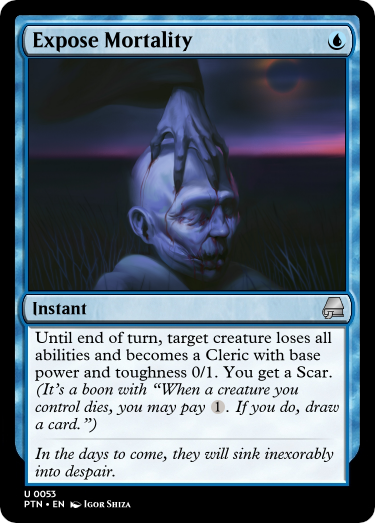 Expose Mortality
Instant
Until end of turn, target creature loses all
abilities and becomes a Cleric with base
power and toughness 0/1. You get a Scar.
(It's a boon with “When a creature you
control dies, you may pay 1. If you do, draw
a card.”)
In the days to come, they will sink inexorably
into despair.
U 0053
PTN • EN Igor Shiza